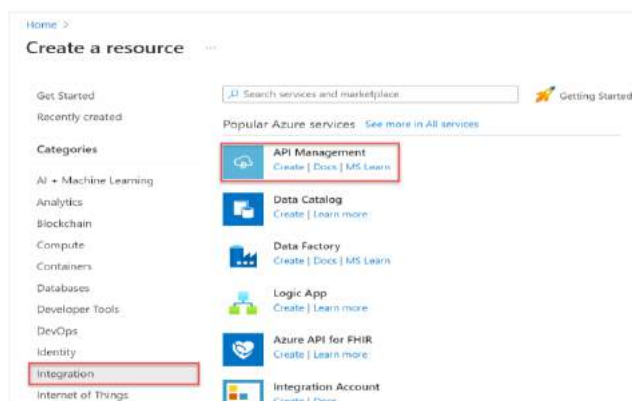 Home >
Create a resource ...
Get Started
Recently created
Categories
AI + Machine Learning
Analytics
Blockchain
Compute
Containers
Databases
Developer Tools
DevOps
Identity
Integration
Internet of Things
Search services and marketplace
Getting Started
Popular Azure services See more in All services
API Management
Create | Docs | MS Learn
Data Catalog
Create | Learn more
Data Factory
Create | Docs | MS Learn
Logic App
Create | Learn more
Azure API for FHIR
Create | Learn more
Integration Account
Create | Docs